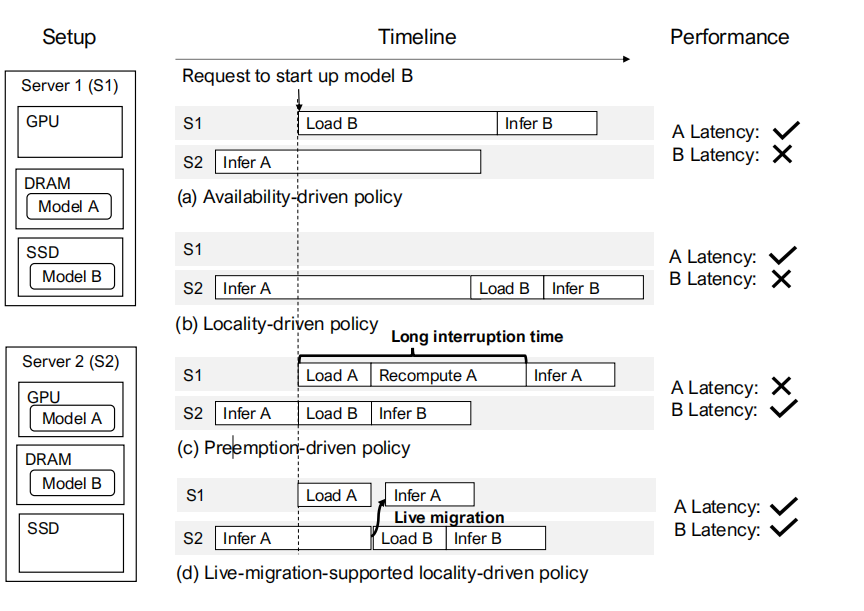 Setup
Timeline
Performance
Server 1 (S1)
GPU
DRAM
Model A
SSD
Model B
Server 2 (S2)
GPU
Model A
DRAM
Model B
SSD
Request to start up model B
S1 Load B Infer B
S2 Infer A
(a) Availability-driven policy
A Latency: ✓
B Latency: ✕
S1
S2 Infer A Load B Infer B
(b) Locality-driven policy
A Latency: ✓
B Latency: ✕
Long interruption time
S1 Load A Recompute A Infer A
S2 Infer A Load B Infer B
(c) Preemption-driven policy
A Latency: ✕
B Latency: ✓
S1 Load A Infer A
Live migration
S2 Infer A Load B Infer B
(d) Live-migration-supported locality-driven policy
A Latency: ✓
B Latency: ✓